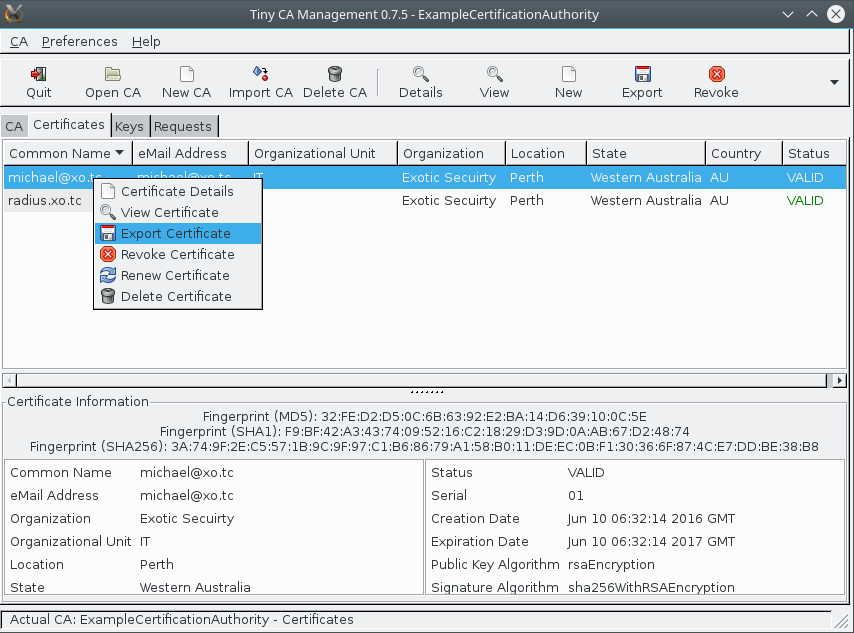 Tiny CA Management 0.7.5 - ExampleCertificationAuthority
CA Preferences Help
Quit Open CA New CA Import CA Delete CA Details View New Export Revoke
CA Certificates Keys Requests
Common Name eMail Address Organizational Unit Organization Location State Country Status
michael@xo.tc michael@xo.tc IT Exotic Secuirty Perth Western Australia AU VALID
radius.xo.tc Exotic Secuirty Perth Western Australia AU VALID
Certificate Details
View Certificate
Export Certificate
Revoke Certificate
Renew Certificate
Delete Certificate
Certificate Information
Fingerprint (MD5): 32:FE:D2:D5:0C:6B:63:92:E2:BA:14:D6:39:10:0C:5E
Fingerprint (SHA1): F9:BF:42:A3:43:74:09:52:16:C2:18:29:D3:9D:0A:AB:67:D2:48:74
Fingerprint (SHA256): 3A:74:9F:2E:C5:57:1B:9C:9F:97:C1:B6:86:79:A1:58:B0:11:DE:EC:0B:F1:30:36:6F:87:4C:E7:DD:BE:38:B8
Common Name michael@xo.tc
eMail Address michael@xo.tc
Organization Exotic Secuirty
Organizational Unit IT
Location Perth
State Western Australia
Status VALID
Serial 01
Creation Date Jun 10 06:32:14 2016 GMT
Expiration Date Jun 10 06:32:14 2017 GMT
Public Key Algorithm rsaEncryption
Signature Algorithm sha256WithRSAEncryption
Actual CA: ExampleCertificationAuthority - Certificates